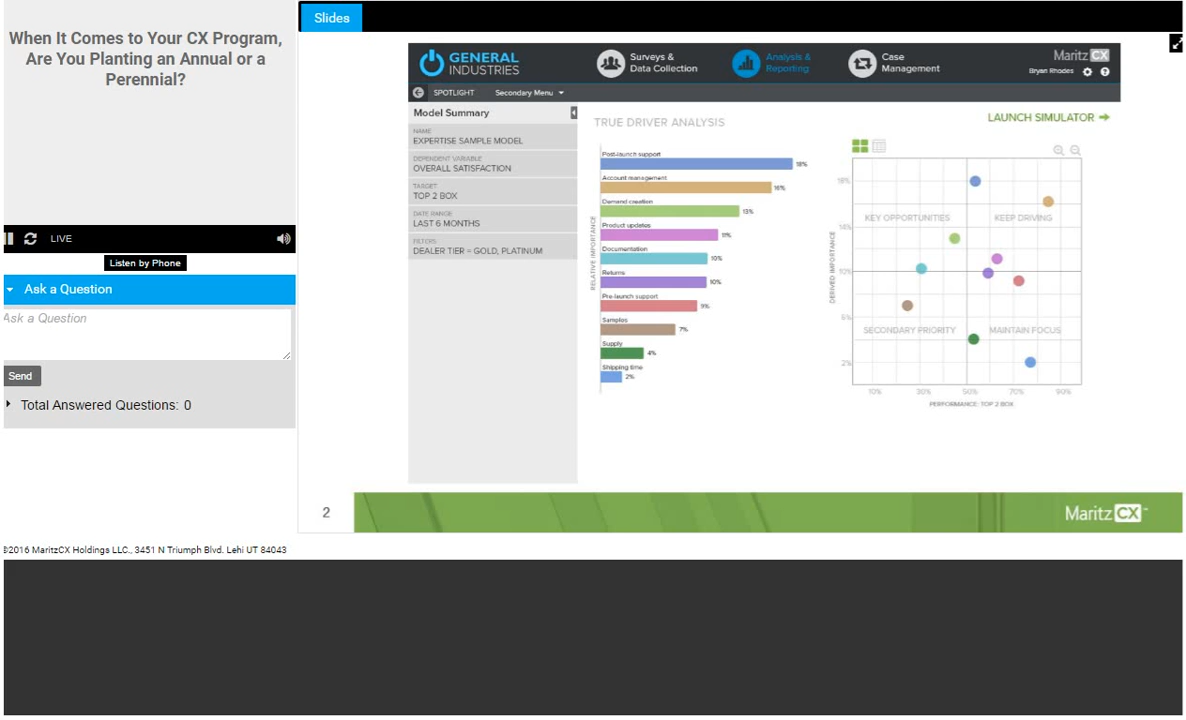 When It Comes to Your CX Program,
Are You Planting an Annual or a
Perennial?
LIVE
Listen by Phone
Ask a Question
Ask a Question
Send
Total Answered Questions: 0
Slides
GENERAL
INDUSTRIES
Surveys &
Data Collection
Analysis &
Reporting
Case
Management
MaritzCX
Bryan Rhodes
SPOTLIGHT
Secondary Menu
Model Summary
NAME
EXPERTISE SAMPLE MODEL
DEPENDENT VARIABLE
OVERALL SATISFACTION
TARGET
TOP 2 BOX
DATE RANGE
LAST 6 MONTHS
FILTERS
DEALER TIER = GOLD, PLATINUM
TRUE DRIVER ANALYSIS
LAUNCH SIMULATOR
RELATIVE IMPORTANCE
Post-launch support
18%
Account management
16%
Demand creation
13%
Product updates
11%
Documentation
10%
Returns
10%
Pre-launch support
9%
Samples
7%
Supply
4%
Shipping time
2%
DERIVED IMPORTANCE
18%
14%
10%
6%
2%
KEY OPPORTUNITIES
KEEP DRIVING
SECONDARY PRIORITY
MAINTAIN FOCUS
10% 30% 50% 70% 90%
PERFORMANCE: TOP 2 BOX
2
MaritzCX
©2016 MaritzCX Holdings LLC., 3451 N Triumph Blvd. Lehi UT 84043